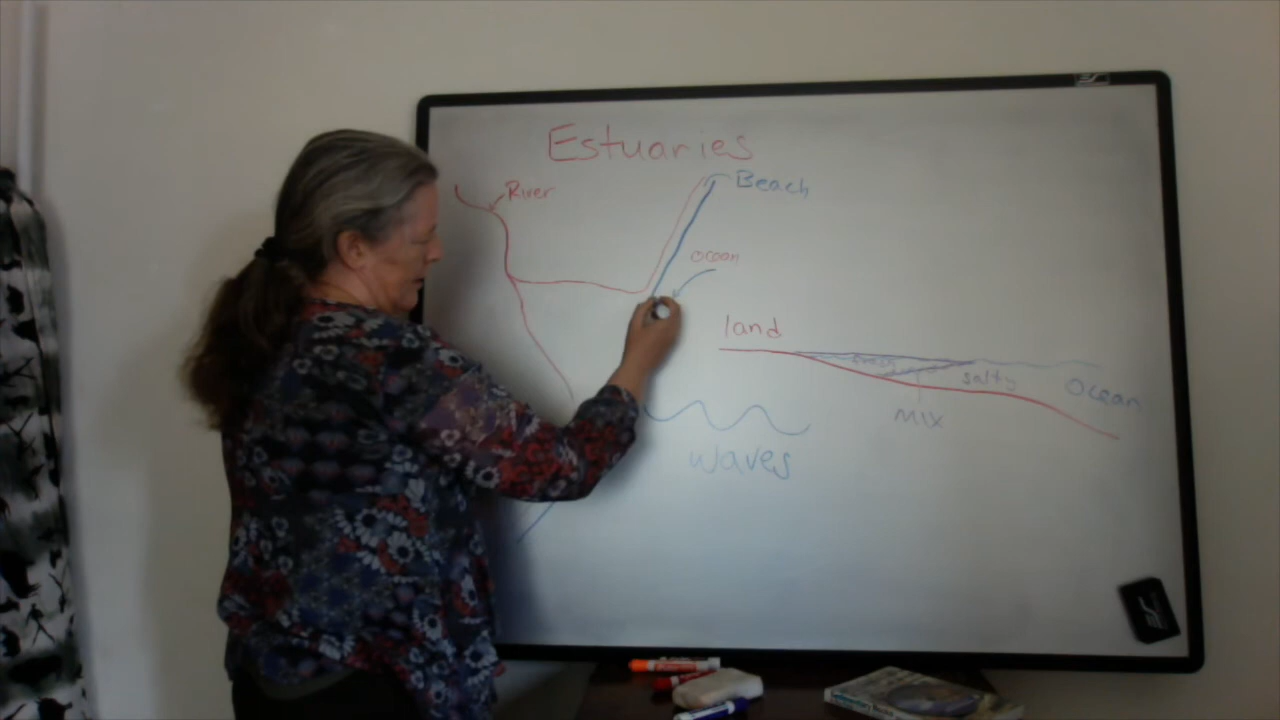 Estuaries
River
Beach
Ocean
land
salty
Ocean
MIX
waves